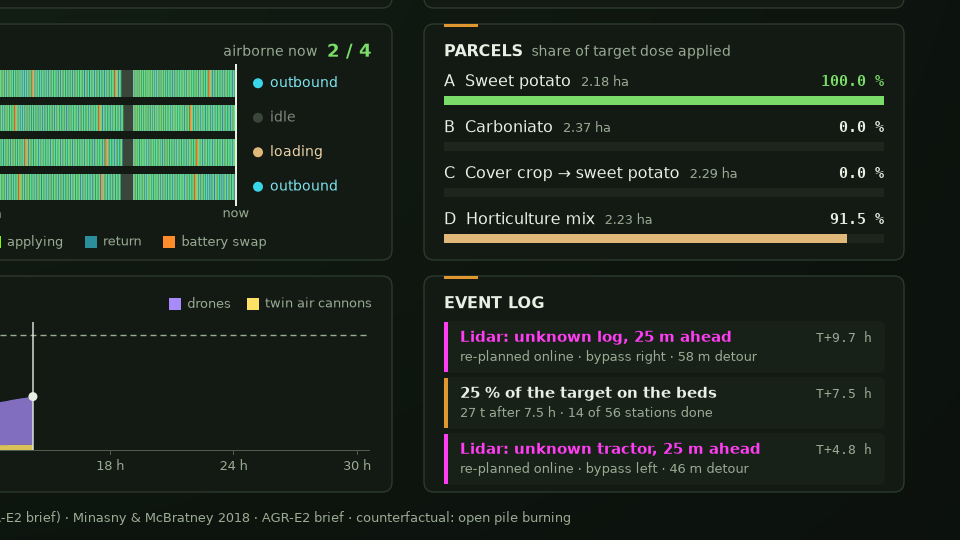 airborne now 2 / 4
outbound
idle
loading
outbound
now
applying
return
battery swap
PARCELS share of target dose applied
A Sweet potato 2.18 ha 100.0 %
B Carboniato 2.37 ha 0.0 %
C Cover crop → sweet potato 2.29 ha 0.0 %
D Horticulture mix 2.23 ha 91.5 %
drones
twin air cannons
18 h
24 h
30 h
EVENT LOG
Lidar: unknown log, 25 m ahead T+9.7 h
re-planned online · bypass right · 58 m detour
25 % of the target on the beds T+7.5 h
27 t after 7.5 h · 14 of 56 stations done
Lidar: unknown tractor, 25 m ahead T+4.8 h
re-planned online · bypass left · 46 m detour
-E2 brief) · Minasny & McBratney 2018 · AGR-E2 brief · counterfactual: open pile burning